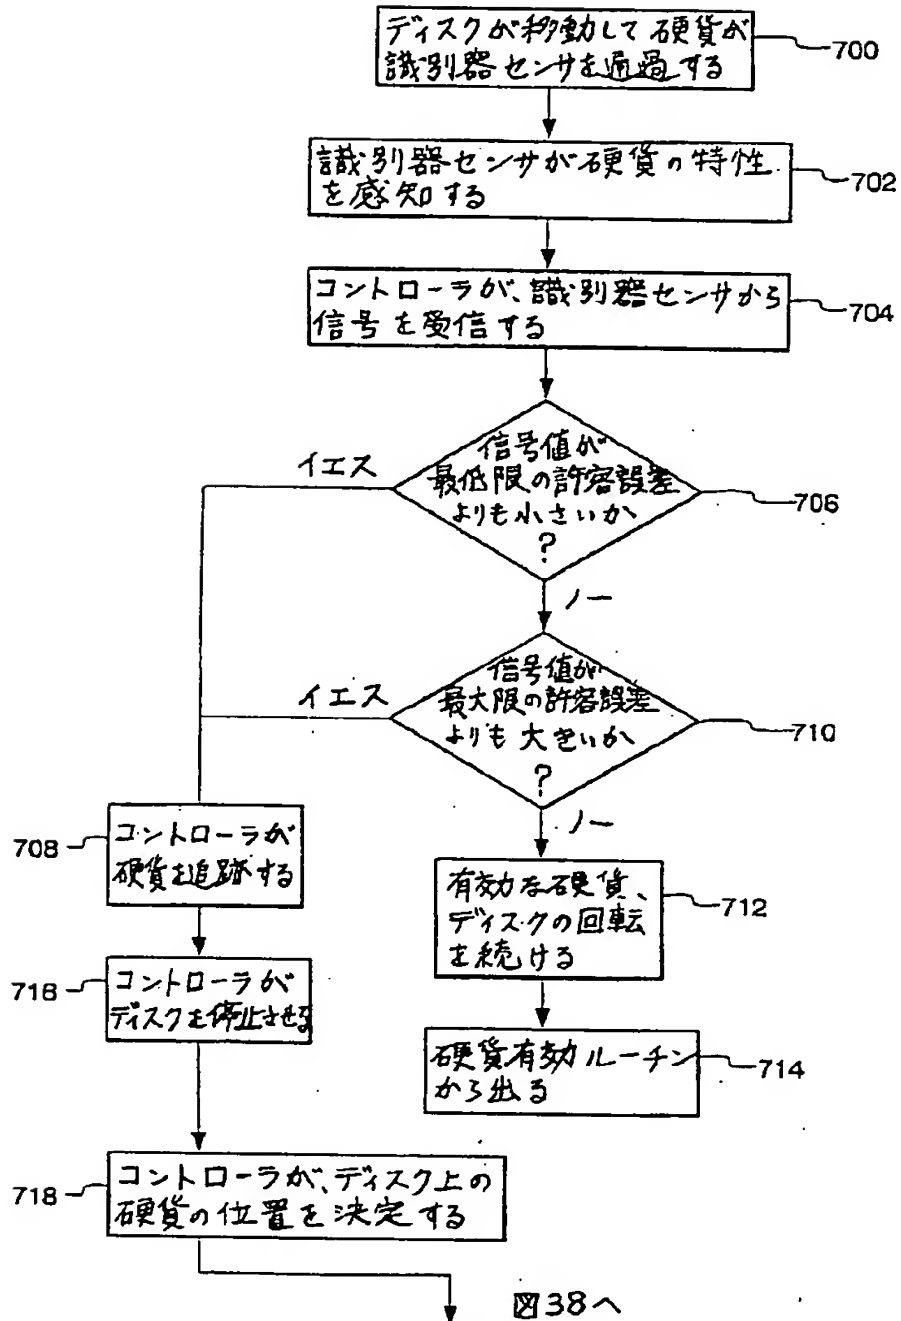 ディスクが移動して硬貨が
識別器センサを通過する
700
識別器センサが硬貨の特性
を感知する
702
コントローラが、識別器センサから
信号を受信する
704
信号値が
最低限の許容誤差
よりも小さいか
?
706
イエス
ノー
信号値が
最大限の許容誤差
よりも大きいか
?
710
イエス
ノー
708
コントローラが
硬貨を追跡する
有効な硬貨、
ディスクの回転
を続ける
712
716
コントローラが
ディスクを停止させる
硬貨有効ルーチン
から出る
714
718
コントローラが、ディスク上の
硬貨の位置を決定する
図38へ